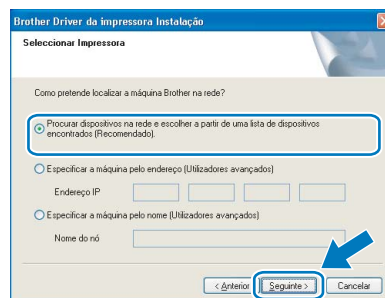 Brother Driver da impressora Instalação
Seleccionar Impressora
Como pretende localizar a máquina Brother na rede?
Procurar dispositivos na rede e escolher a partir de uma lista de dispositivos
encontrados (Recomendado).
Especificar a máquina pelo endereço (Utilizadores avançados)
Endereço IP
Especificar a máquina pelo nome (Utilizadores avançados)
Nome do nó
< Anterior Seguinte > Cancelar